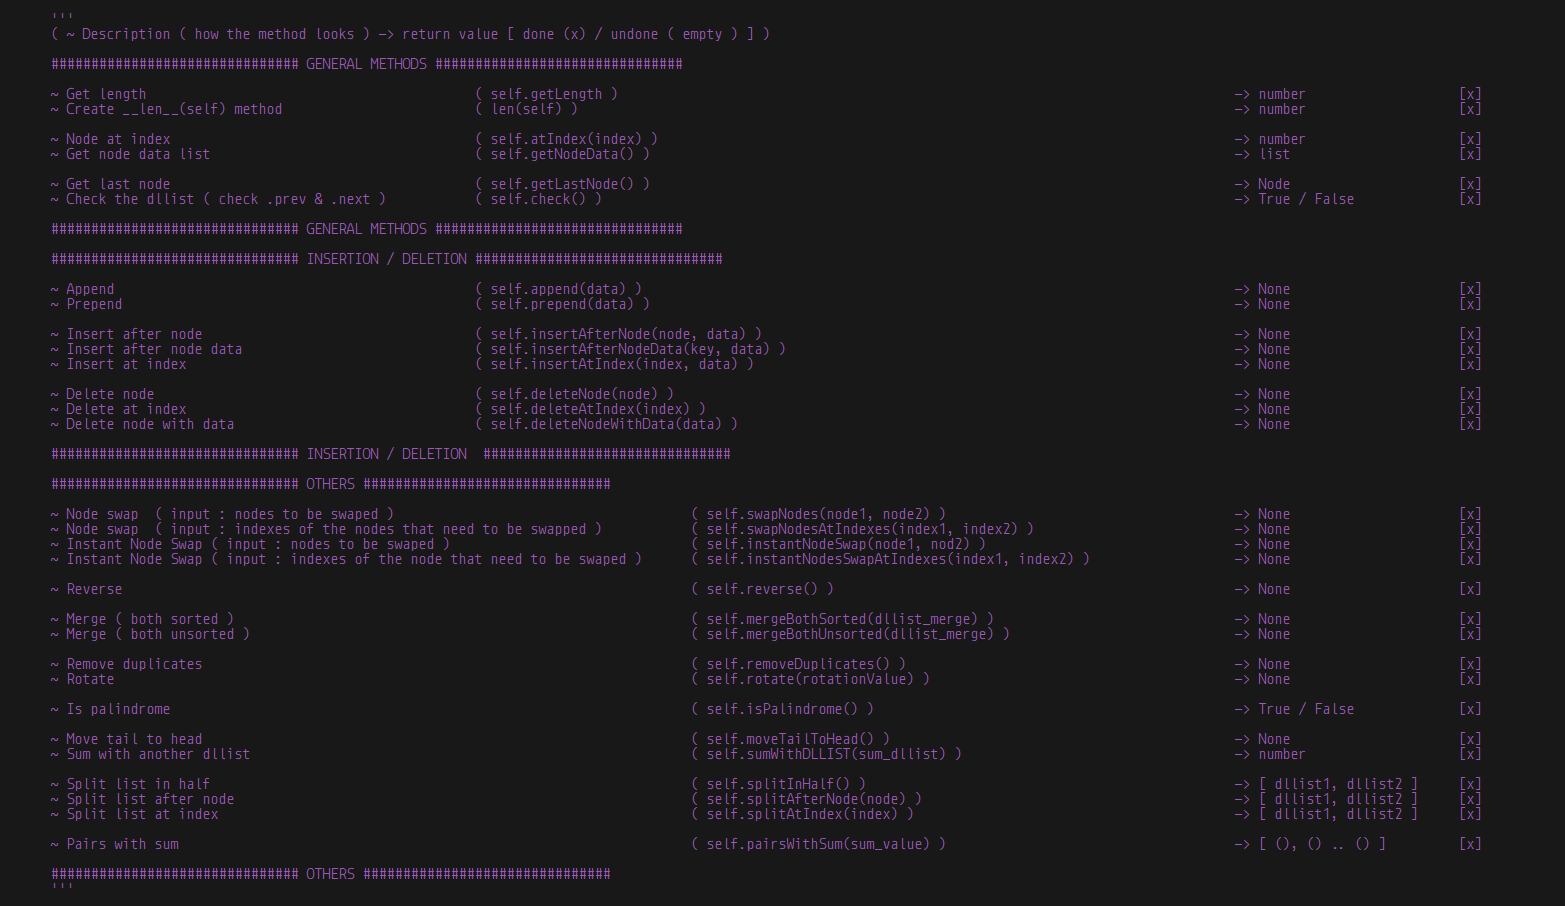 '''
( ~ Description ( how the method looks ) —> return value [ done (x) / undone ( empty ) ] )
############################### GENERAL METHODS ###############################
~ Get length ( self.getLength ) —> number [x]
~ Create __len__(self) method ( len(self) ) —> number [x]
~ Node at index ( self.atIndex(index) ) —> number [x]
~ Get node data list ( self.getNodeData() ) —> list [x]
~ Get last node ( self.getLastNode() ) —> Node [x]
~ Check the dllist ( check .prev & .next ) ( self.check() ) —> True / False [x]
############################### GENERAL METHODS ###############################
############################### INSERTION / DELETION ###############################
~ Append ( self.append(data) ) —> None [x]
~ Prepend ( self.prepend(data) ) —> None [x]
~ Insert after node ( self.insertAfterNode(node, data) ) —> None [x]
~ Insert after node data ( self.insertAfterNodeData(key, data) ) —> None [x]
~ Insert at index ( self.insertAtIndex(index, data) ) —> None [x]
~ Delete node ( self.deleteNode(node) ) —> None [x]
~ Delete at index ( self.deleteAtIndex(index) ) —> None [x]
~ Delete node with data ( self.deleteNodeWithData(data) ) —> None [x]
############################### INSERTION / DELETION  ###############################
############################### OTHERS ###############################
~ Node swap  ( input : nodes to be swaped ) ( self.swapNodes(node1, node2) ) —> None [x]
~ Node swap  ( input : indexes of the nodes that need to be swapped ) ( self.swapNodesAtIndexes(index1, index2) ) —> None [x]
~ Instant Node Swap ( input : nodes to be swaped ) ( self.instantNodeSwap(node1, nod2) ) —> None [x]
~ Instant Node Swap ( input : indexes of the node that need to be swaped ) ( self.instantNodesSwapAtIndexes(index1, index2) ) —> None [x]
~ Reverse ( self.reverse() ) —> None [x]
~ Merge ( both sorted ) ( self.mergeBothSorted(dllist_merge) ) —> None [x]
~ Merge ( both unsorted ) ( self.mergeBothUnsorted(dllist_merge) ) —> None [x]
~ Remove duplicates ( self.removeDuplicates() ) —> None [x]
~ Rotate ( self.rotate(rotationValue) ) —> None [x]
~ Is palindrome ( self.isPalindrome() ) —> True / False [x]
~ Move tail to head ( self.moveTailToHead() ) —> None [x]
~ Sum with another dllist ( self.sumWithDLLIST(sum_dllist) ) —> number [x]
~ Split list in half ( self.splitInHalf() ) —> [ dllist1, dllist2 ] [x]
~ Split list after node ( self.splitAfterNode(node) ) —> [ dllist1, dllist2 ] [x]
~ Split list at index ( self.splitAtIndex(index) ) —> [ dllist1, dllist2 ] [x]
~ Pairs with sum ( self.pairsWithSum(sum_value) ) —> [ (), () .. () ] [x]
############################### OTHERS ###############################
'''